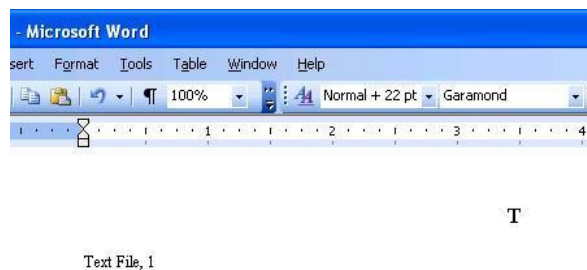 - Microsoft Word
sert Format Tools Table Window Help
¶ 100% Normal + 22 pt Garamond
1 2 3 4
T
Text File, 1